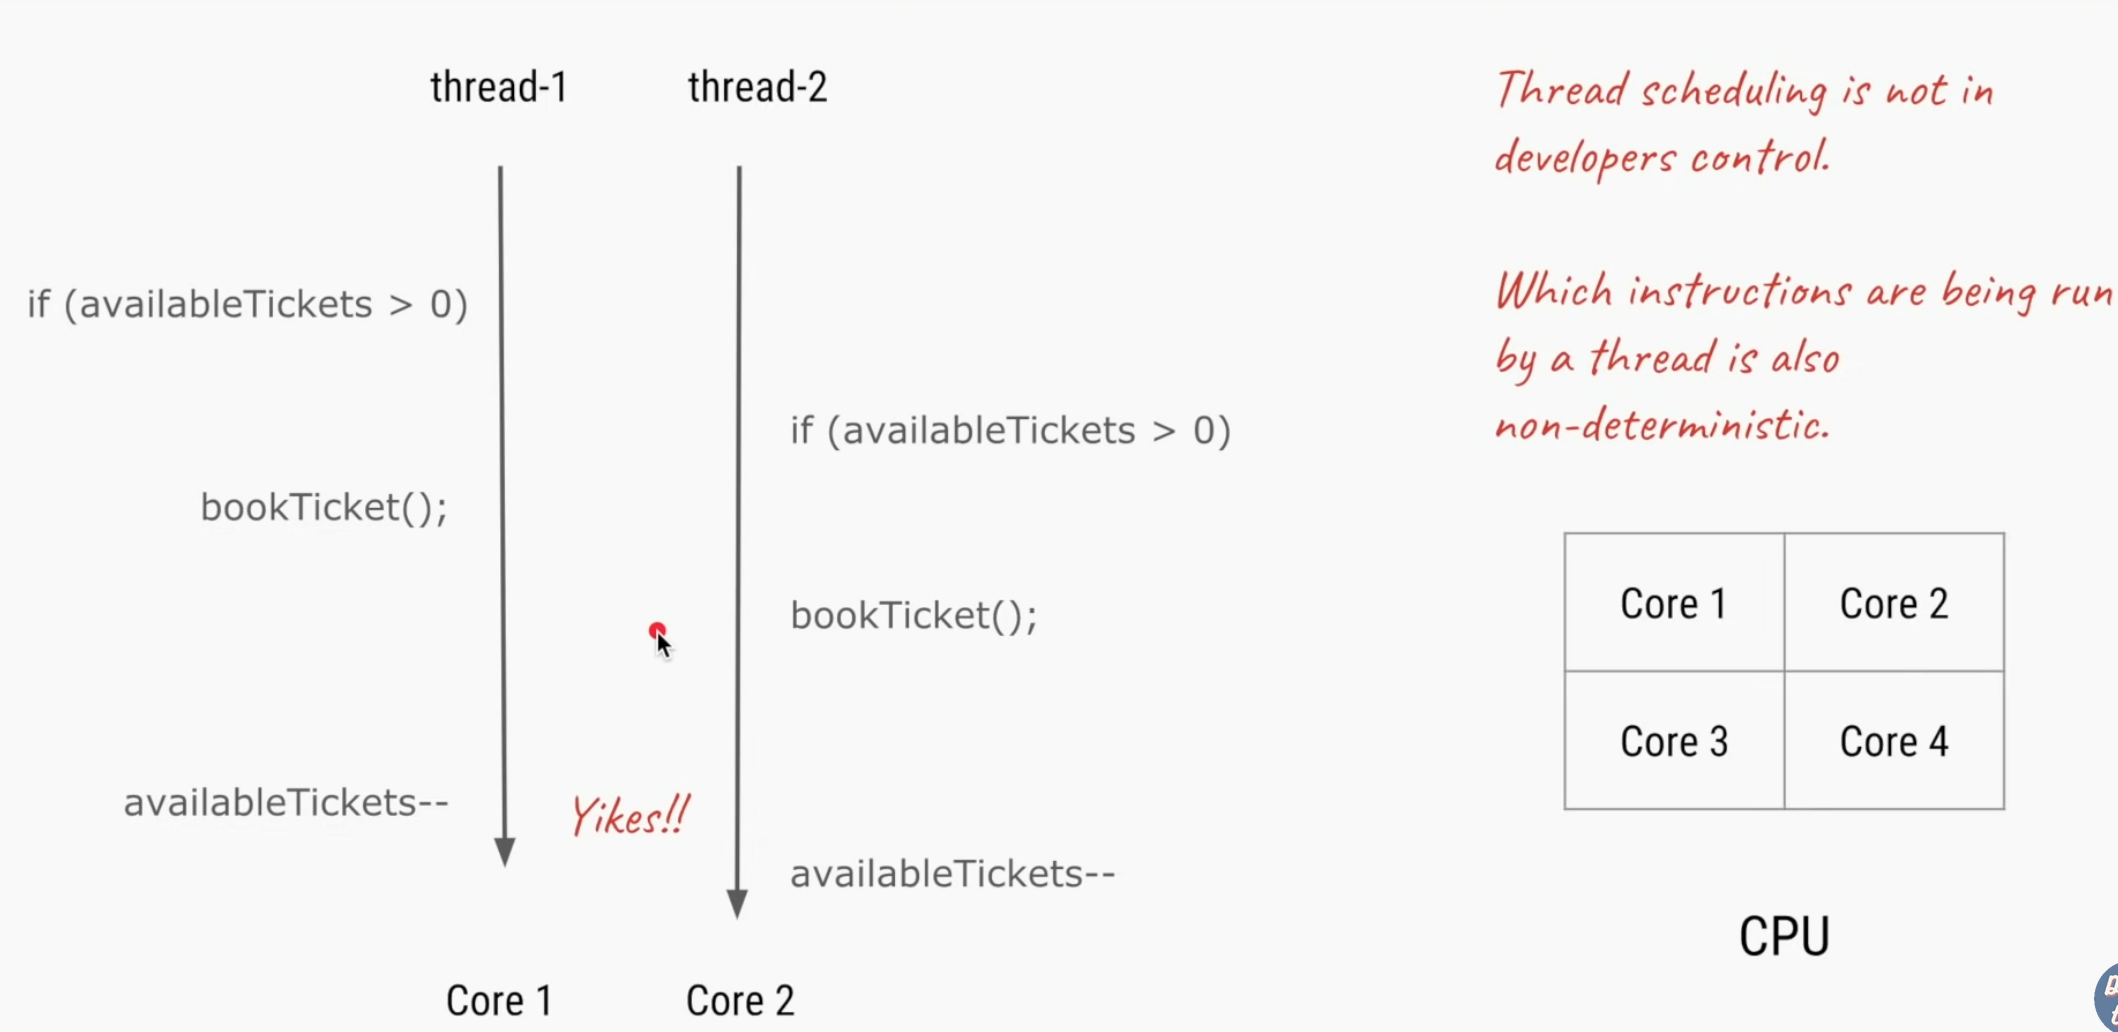 thread-1
thread-2
if (availableTickets > 0)
if (availableTickets > 0)
bookTicket();
bookTicket();
availableTickets--
Yikes!!
availableTickets--
Core 1
Core 2
Thread scheduling is not in
developers control.
Which instructions are being run
by a thread is also
non-deterministic.
Core 1
Core 2
Core 3
Core 4
CPU